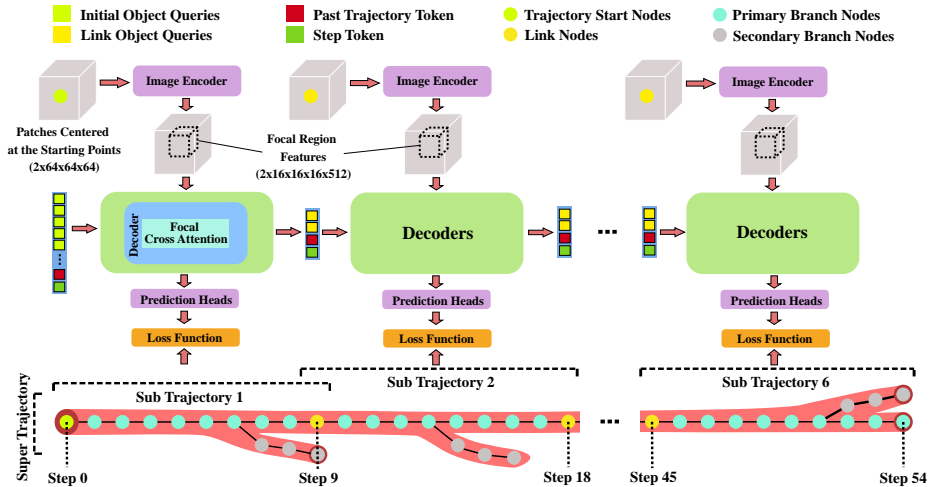 Initial Object Queries
Link Object Queries
Past Trajectory Token
Step Token
Trajectory Start Nodes
Link Nodes
Primary Branch Nodes
Secondary Branch Nodes
Image Encoder
Image Encoder
Image Encoder
Patches Centered
at the Starting Points
(2x64x64x64)
Focal Region
Features
(2x16x16x16x512)
Decoder
Focal
Cross Attention
Decoders
Decoders
Prediction Heads
Prediction Heads
Prediction Heads
Loss Function
Loss Function
Loss Function
Super Trajectory
Sub Trajectory 1
Sub Trajectory 2
Sub Trajectory 6
Step 0
Step 9
Step 18
Step 45
Step 54